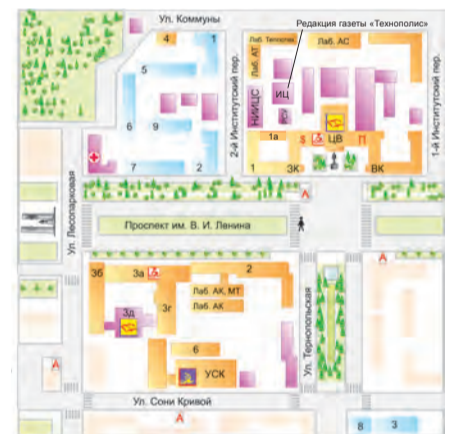 Ул. Коммуны
Редакция газеты «Технополис»
4
1
Лаб. АТ
Лаб. АС
5
2-й Институтский пер.
1-й Институтский пер.
НИИЦС
ИЦ
6
9
1а
$
ЦВ
П
7
2
1
ЗК
ВК
А
Ул. Лесопарковая
Проспект им. В. И. Ленина
А
3б
3а
2
Лаб. АК, МТ
Лаб. АК
3г
3д
Ул. Тернопольская
6
УСК
А
Ул. Сони Кривой
А
8
3